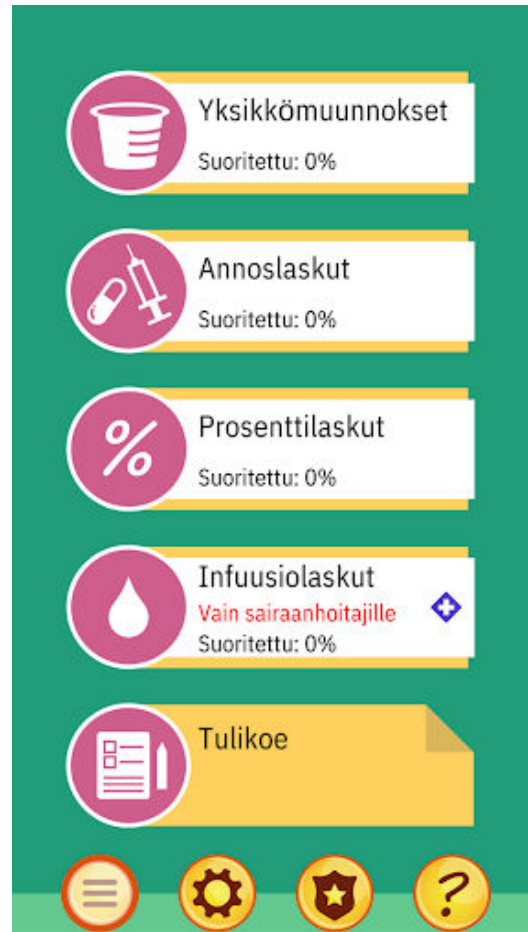 Yksikkömuunnokset
Suoritettu: 0%
Annoslaskut
Suoritettu: 0%
Prosenttilaskut
Suoritettu: 0%
Infuusiolaskut
Vain sairaanhoitajille
Suoritettu: 0%
Tulikoe